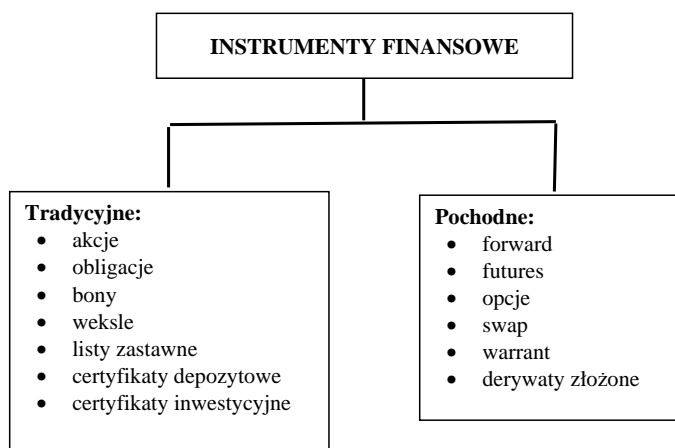 INSTRUMENTY FINANSOWE
Tradycyjne:
• akcje
• obligacje
• bony
• weksle
• listy zastawne
• certyfikaty depozytowe
• certyfikaty inwestycyjne
Pochodne:
• forward
• futures
• opcje
• swap
• warrant
• derywaty złożone